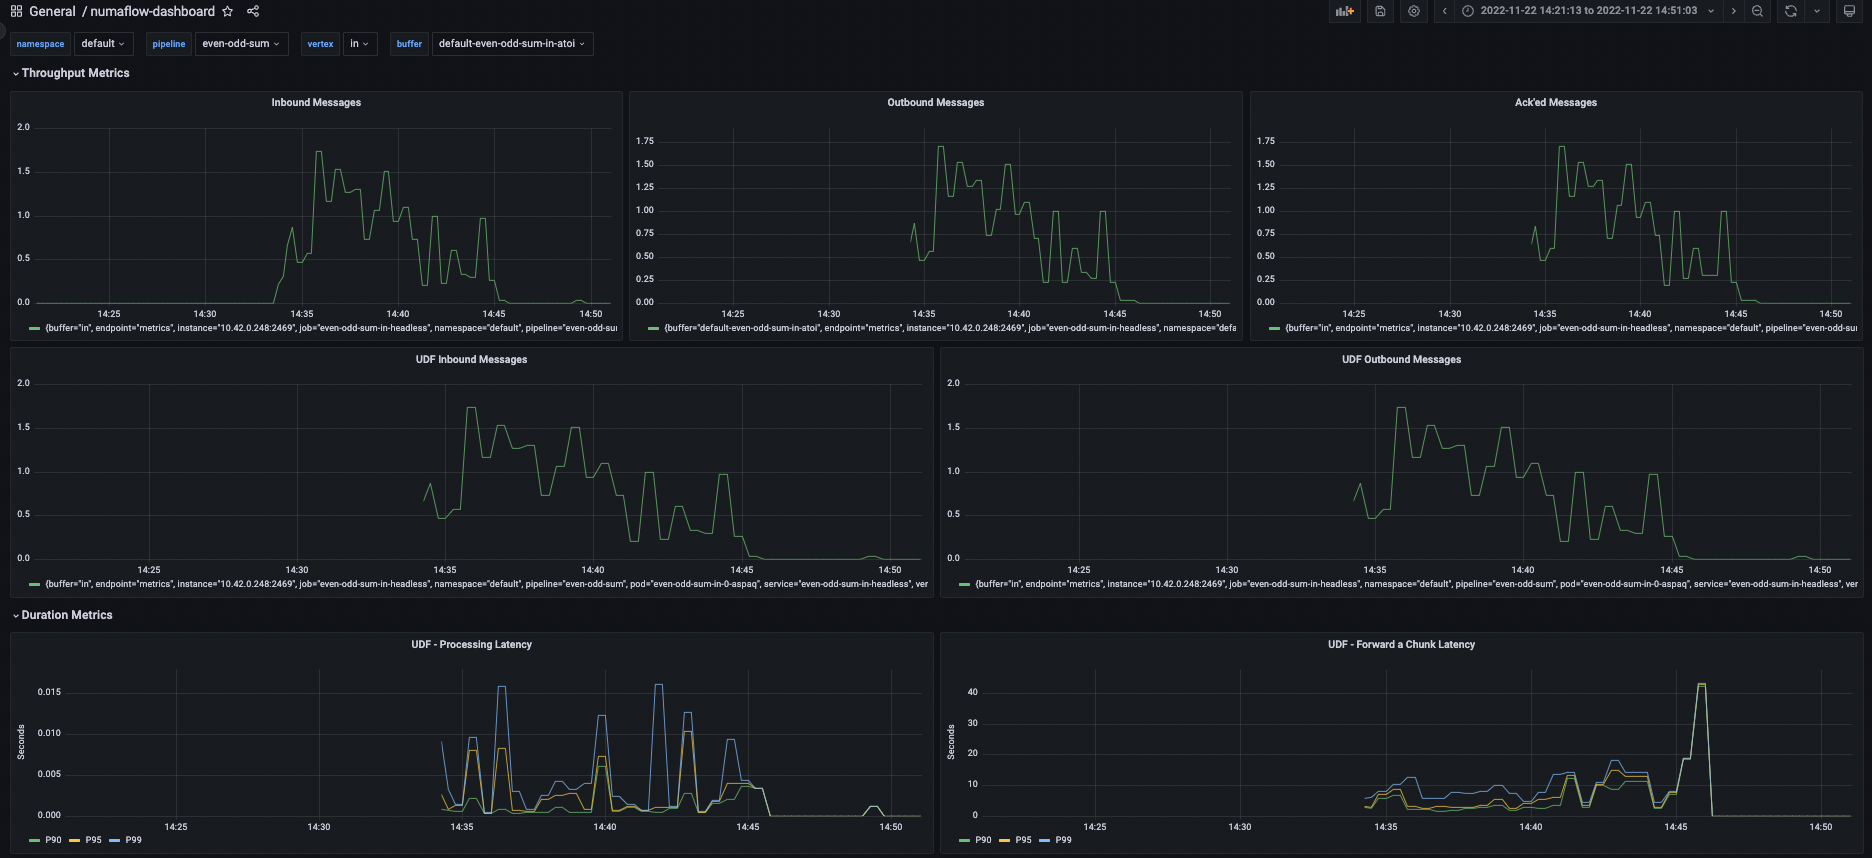 General / numaflow-dashboard
2022-11-22 14:21:13 to 2022-11-22 14:51:03
namespace default pipeline even-odd-sum vertex in buffer default-even-odd-sum-in-atoi
Throughput Metrics
Inbound Messages
2.0
1.5
1.0
0.5
0.0
14:25 14:30 14:35 14:40 14:45 14:50
{buffer="in", endpoint="metrics", instance="10.42.0.248:2469", job="even-odd-sum-in-headless", namespace="default", pipeline="even-odd-su
Outbound Messages
1.75
1.50
1.25
1.00
0.75
0.50
0.25
0.00
14:25 14:30 14:35 14:40 14:45 14:50
{buffer="default-even-odd-sum-in-atoi", endpoint="metrics", instance="10.42.0.248:2469", job="even-odd-sum-in-headless", namespace="defa
Ack'ed Messages
1.75
1.50
1.25
1.00
0.75
0.50
0.25
0.00
14:25 14:30 14:35 14:40 14:45 14:50
{buffer="in", endpoint="metrics", instance="10.42.0.248:2469", job="even-odd-sum-in-headless", namespace="default", pipeline="even-odd-su
UDF Inbound Messages
2.0
1.5
1.0
0.5
0.0
14:25 14:30 14:35 14:40 14:45 14:50
{buffer="in", endpoint="metrics", instance="10.42.0.248:2469", job="even-odd-sum-in-headless", namespace="default", pipeline="even-odd-sum", pod="even-odd-sum-in-0-aspaq", service="even-odd-sum-in-headless", ver
UDF Outbound Messages
2.0
1.5
1.0
0.5
0.0
14:25 14:30 14:35 14:40 14:45 14:50
{buffer="in", endpoint="metrics", instance="10.42.0.248:2469", job="even-odd-sum-in-headless", namespace="default", pipeline="even-odd-sum", pod="even-odd-sum-in-0-aspaq", service="even-odd-sum-in-headless", ver
Duration Metrics
UDF - Processing Latency
Seconds
0.015
0.010
0.005
0.000
14:25 14:30 14:35 14:40 14:45 14:50
P90 P95 P99
UDF - Forward a Chunk Latency
Seconds
40
30
20
10
0
14:25 14:30 14:35 14:40 14:45 14:50
P90 P95 P99